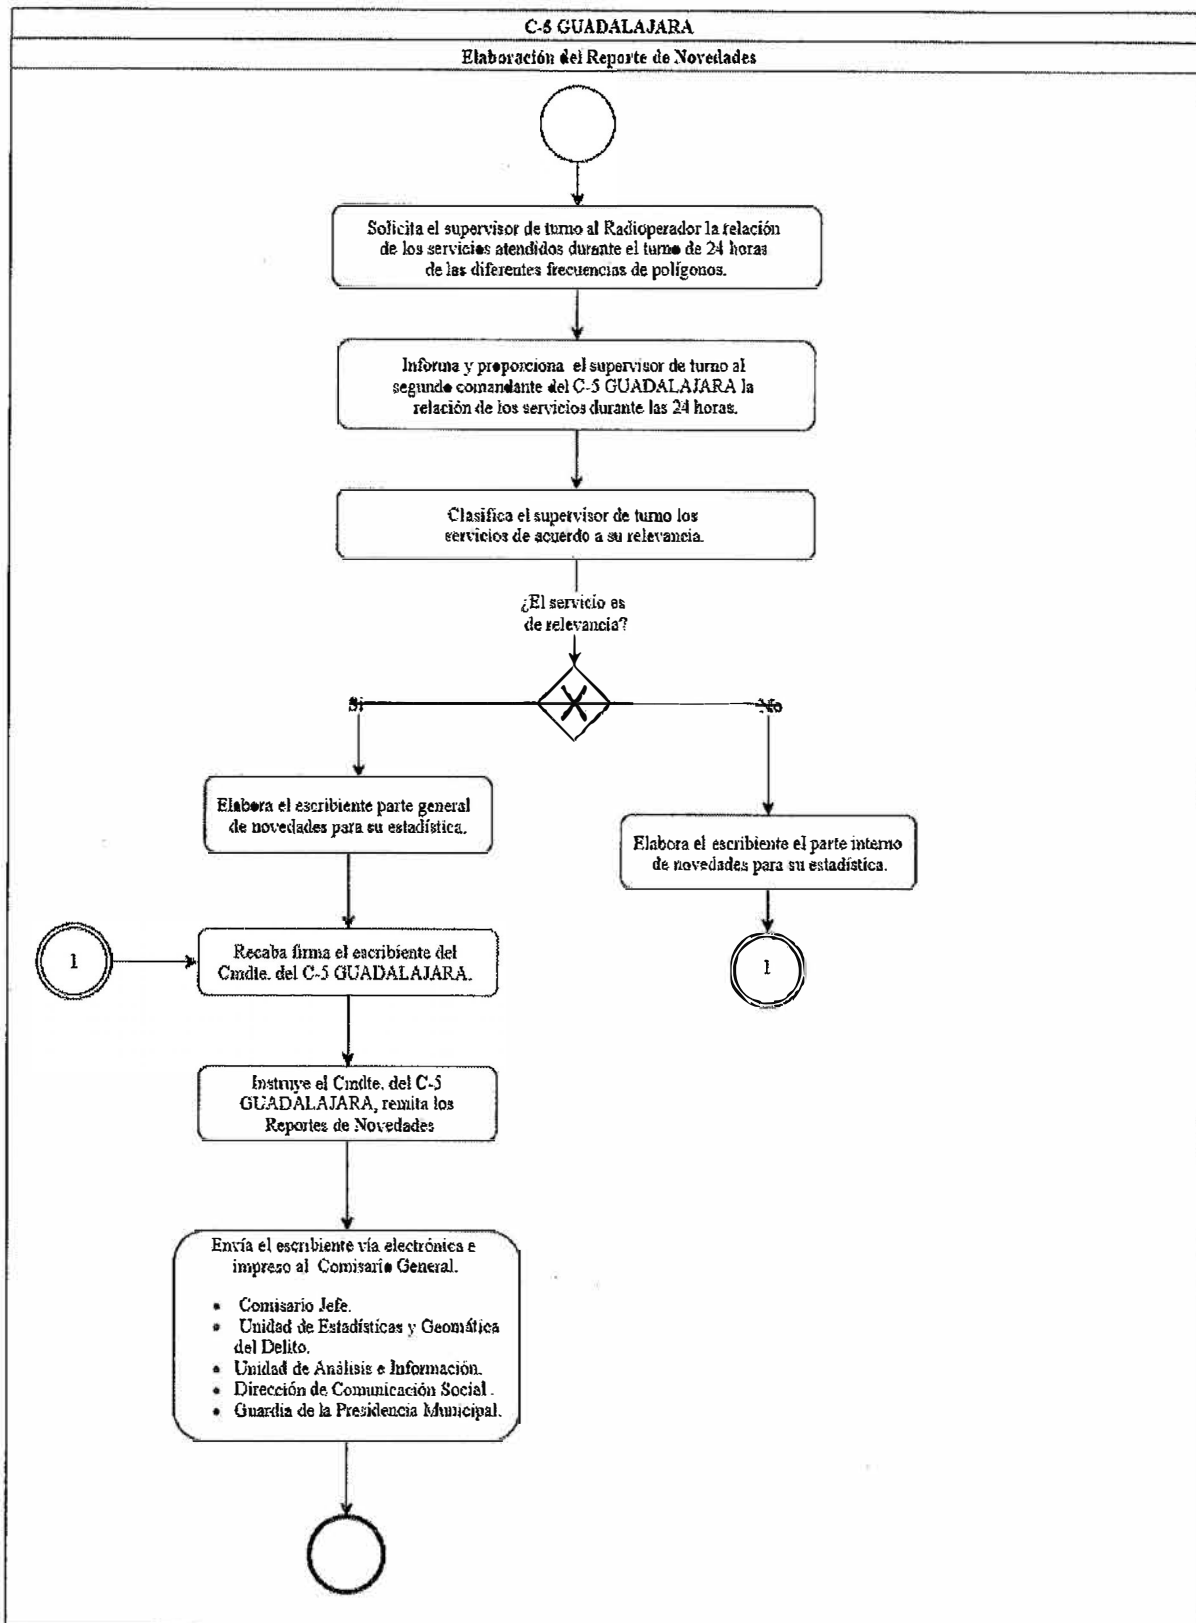 C-5 GUADALAJARA
Elaboración del Reporte de Novedades
Solicita el supervisor de turno al Radioperador la relación
de los servicios atendidos durante el turno de 24 horas
de las diferentes frecuencias de polígonos.
Informa y proporciona el supervisor de turno al
segundo comandante del C-5 GUADALAJARA la
relación de los servicios durante las 24 horas.
Clasifica el supervisor de turno los
servicios de acuerdo a su relevancia.
¿El servicio es
de relevancia?
Si
No
Elabora el escribiente parte general
de novedades para su estadística.
Elabora el escribiente el parte interno
de novedades para su estadística.
1
Recaba firma el escribiente del
Cmdte. del C-5 GUADALAJARA.
1
Instruye el Cmdte. del C-5
GUADALAJARA, remita los
Reportes de Novedades
Envía el escribiente vía electrónica e
impreso al Comisario General.
• Comisario Jefe.
• Unidad de Estadísticas y Geomática
del Delito.
• Unidad de Análisis e Información.
• Dirección de Comunicación Social .
• Guardia de la Presidencia Municipal.